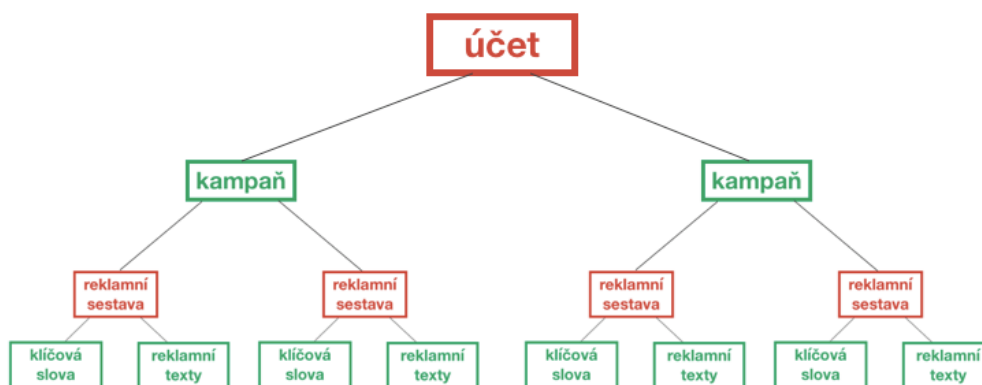 účet
kampaň kampaň
reklamní reklamní reklamní reklamní
sestava sestava sestava sestava
klíčová reklamní klíčová reklamní klíčová reklamní klíčová reklamní
slova texty slova texty slova texty slova texty